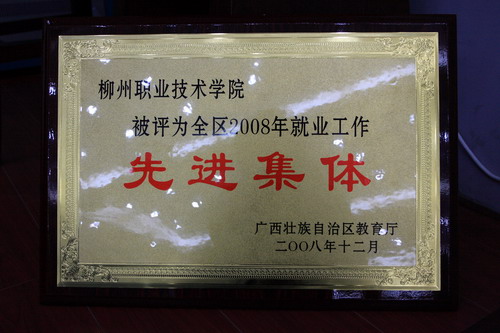 柳州职业技术学院
被评为全区2008年就业工作
先进集体
广西壮族自治区教育厅
二〇〇八年十二月